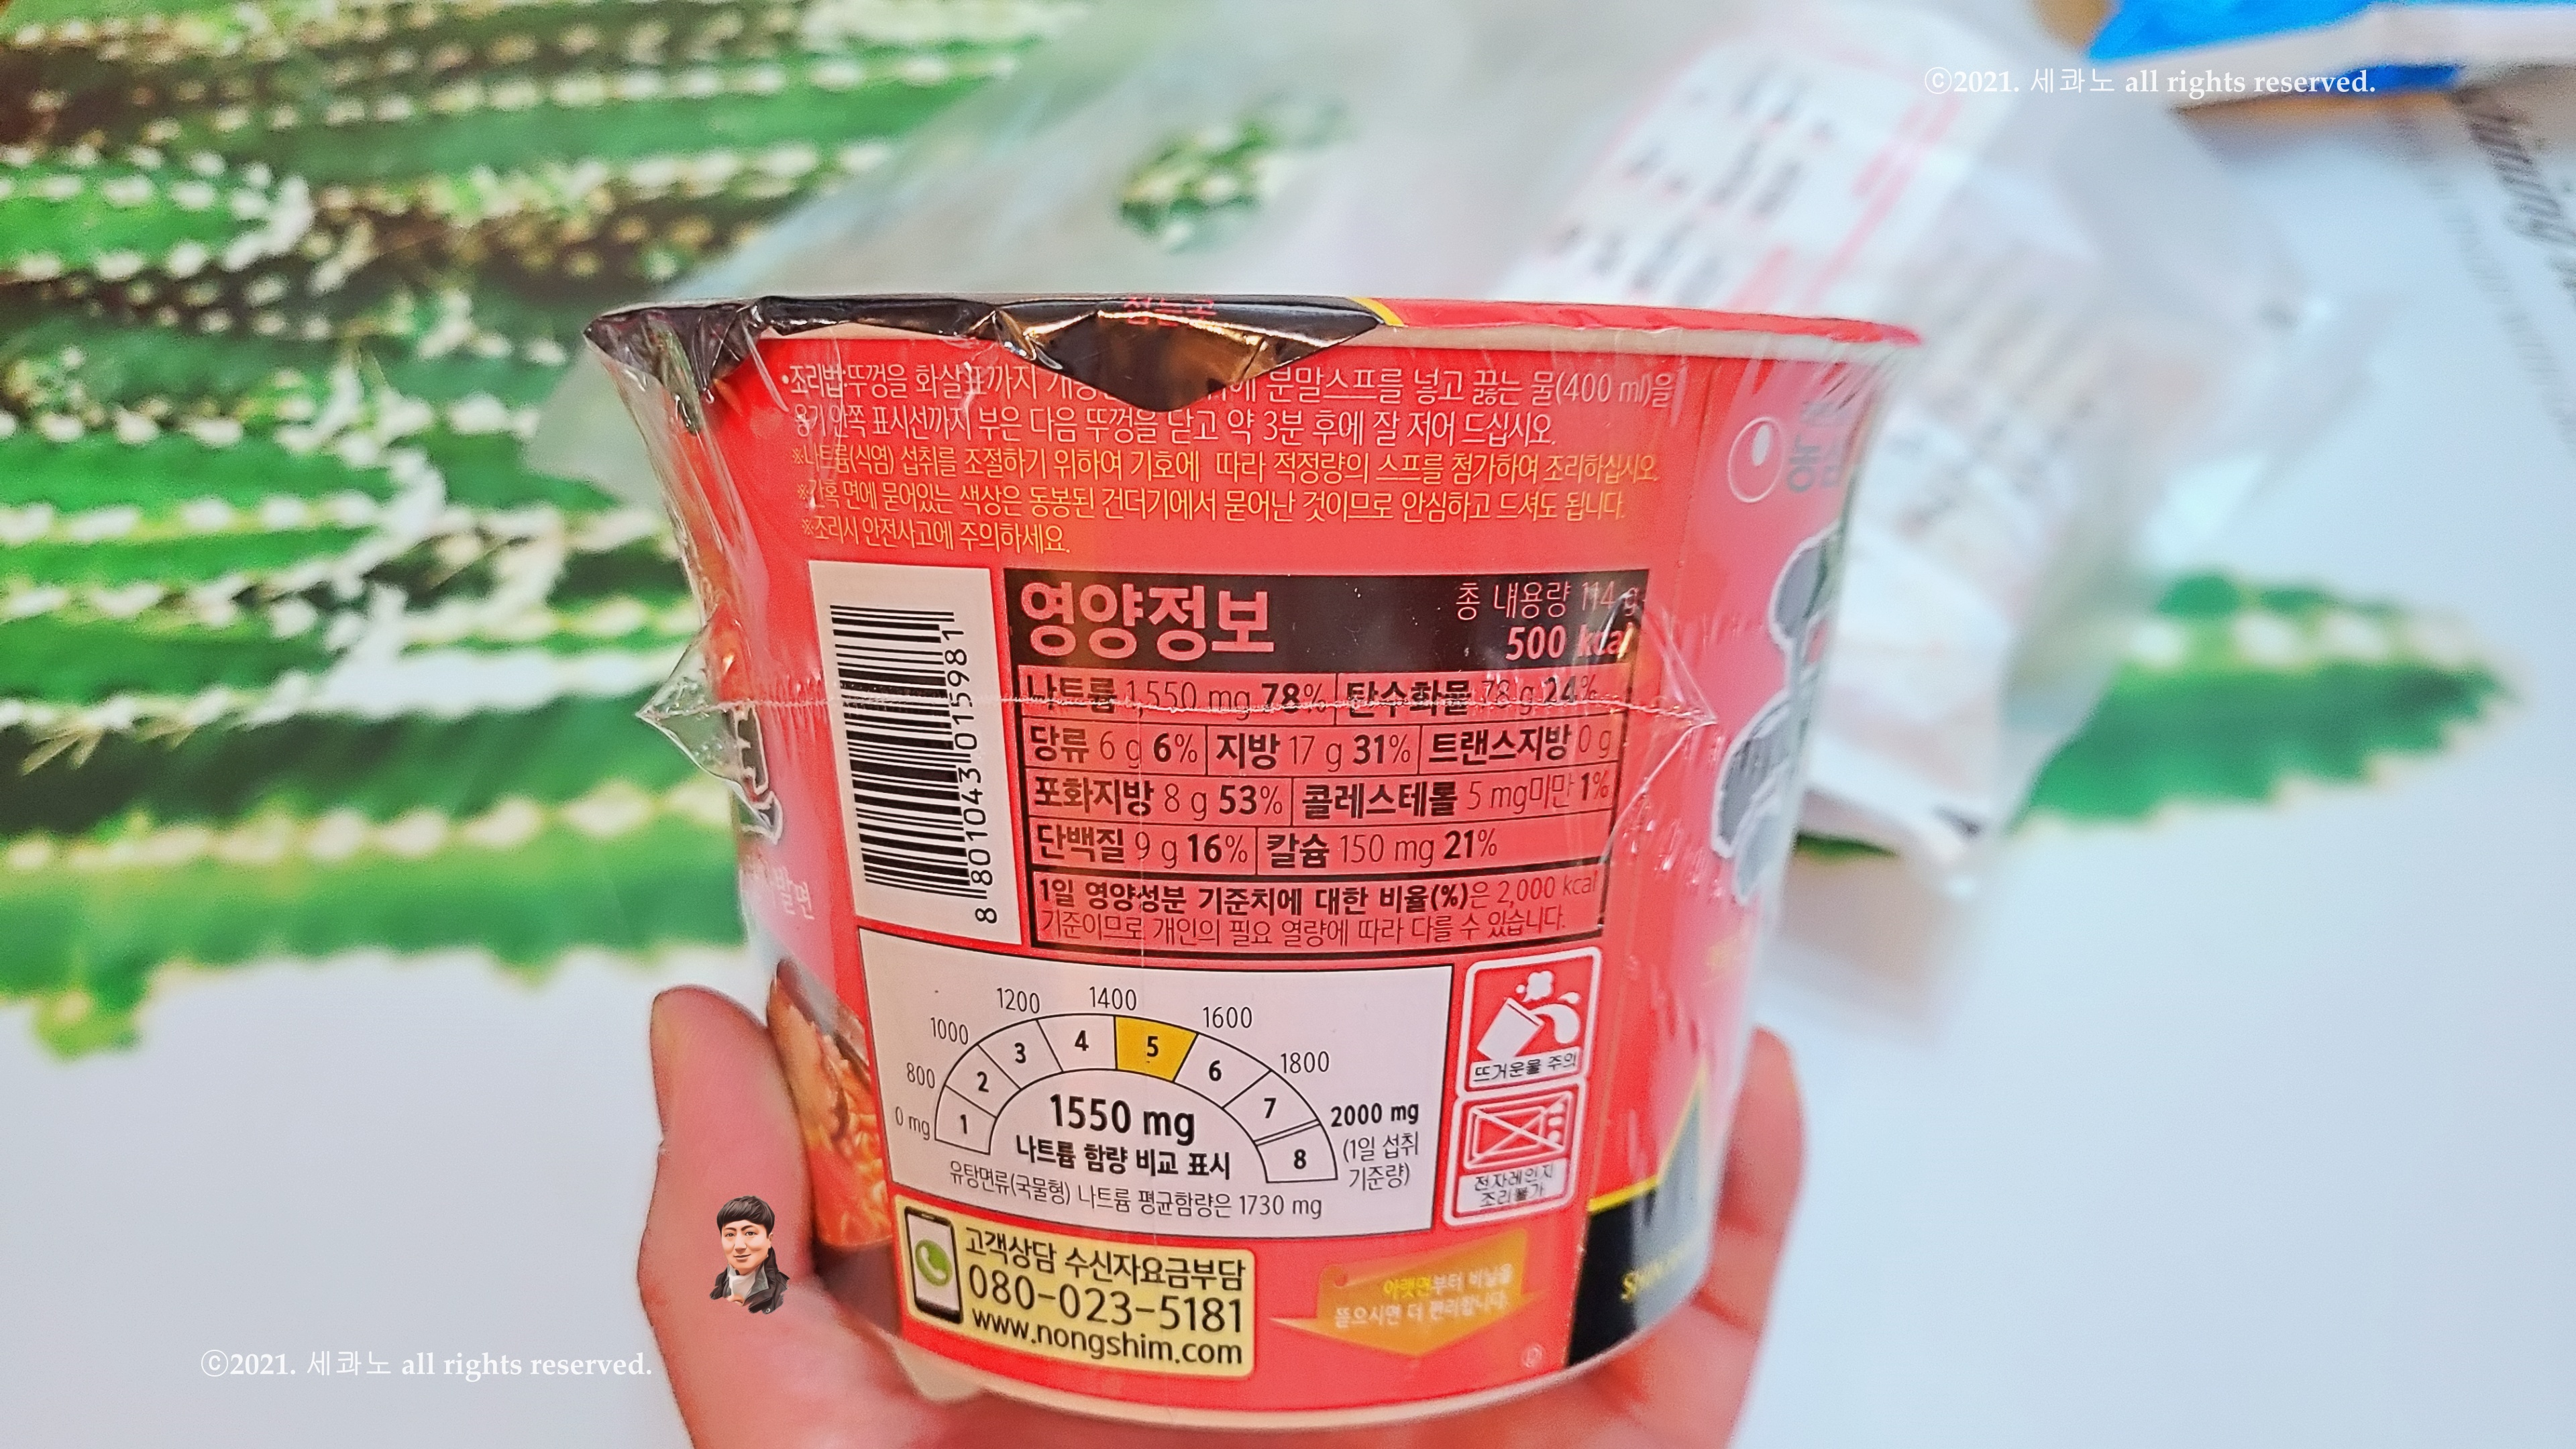 ⓒ2021. 세콰노 all rights reserved.
•조리법:뚜껑을 화살표까지 분말스프를 넣고 끓는 물(400 ml)을
용기 안쪽 표시선까지 부은 다음 뚜껑을 닫고 약 3분 후에 잘 저어 드십시오.
※나트륨(식염) 섭취를 조절하기 위하여 기호에 따라 적정량의 스프를 첨가하여 조리하십시오.
※간혹 면에 묻어있는 색상은 동봉된 건더기에서 묻어난 것이므로 안심하고 드셔도 됩니다.
※조리시 안전사고에 주의하세요.
농심
8 801043 015981
영양정보 총 내용량 114 g
500 kcal
나트륨 1,550 mg 78% 탄수화물 78 g 24%
당류 6 g 6% 지방 17 g 31% 트랜스지방 0 g
포화지방 8 g 53% 콜레스테롤 5 mg미만 1%
단백질 9 g 16% 칼슘 150 mg 21%
1일 영양성분 기준치에 대한 비율(%)은 2,000 kcal
기준이므로 개인의 필요 열량에 따라 다를 수 있습니다.
0 mg 800 1000 1200 1400 1600 1800 2000 mg
(1일 섭취
기준량)
1 2 3 4 5 6 7 8
1550 mg
나트륨 함량 비교 표시
유탕면류(국물형) 나트륨 평균함량은 1730 mg
뜨거운물 주의
전자레인지
조리불가
고객상담 수신자요금부담
080-023-5181
www.nongshim.com
아랫면부터 비닐을
뜯으시면 더 편리합니다.
ⓒ2021. 세콰노 all rights reserved.